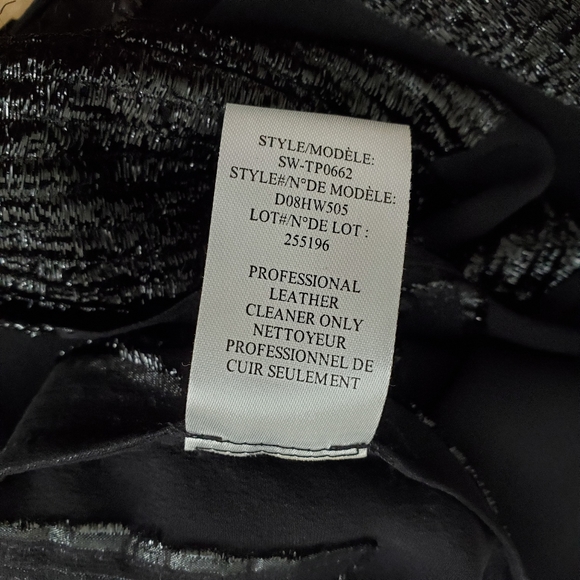 STYLE/MODÈLE:
SW-TP0662
STYLE#/N°DE MODÈLE:
D08HW505
LOT#/N°DE LOT :
255196
PROFESSIONAL
LEATHER
CLEANER ONLY
NETTOYEUR
PROFESSIONNEL DE
CUIR SEULEMENT